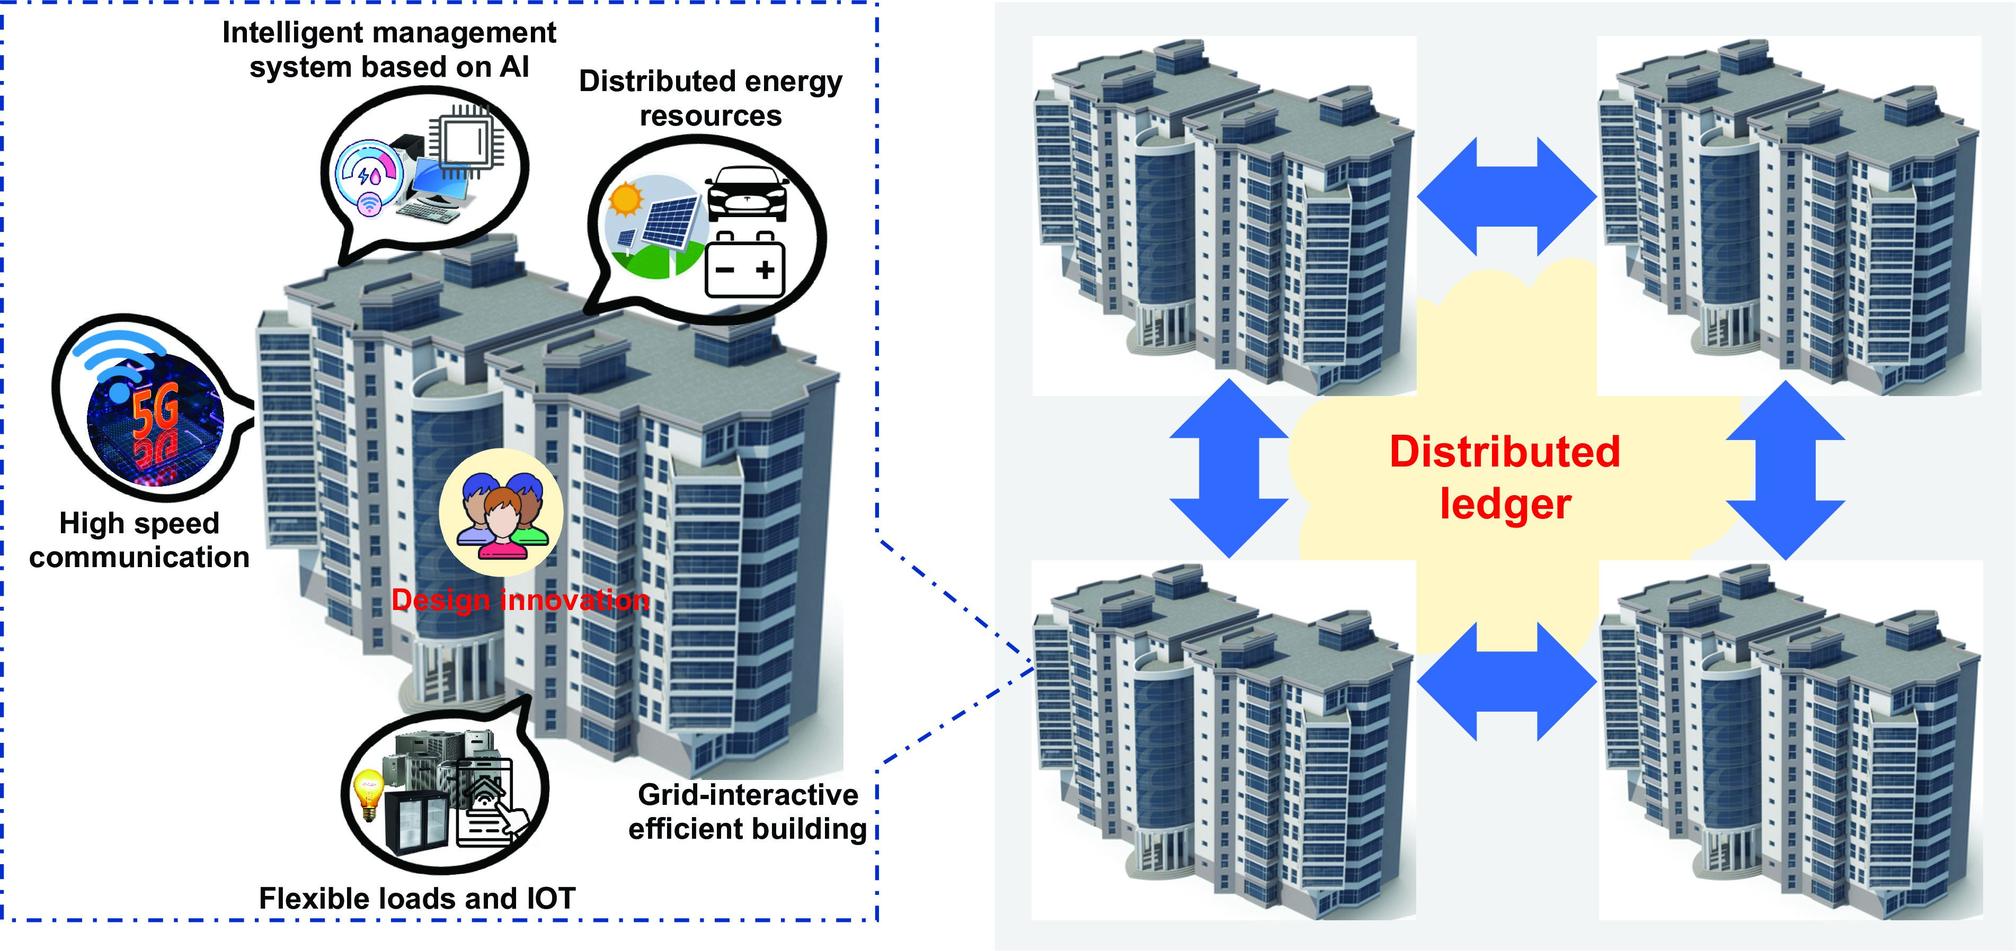 Intelligent management
system based on AI
Distributed energy
resources
5G
High speed
communication
Design innovation
Grid-interactive
efficient building
Flexible loads and IOT
Distributed
ledger